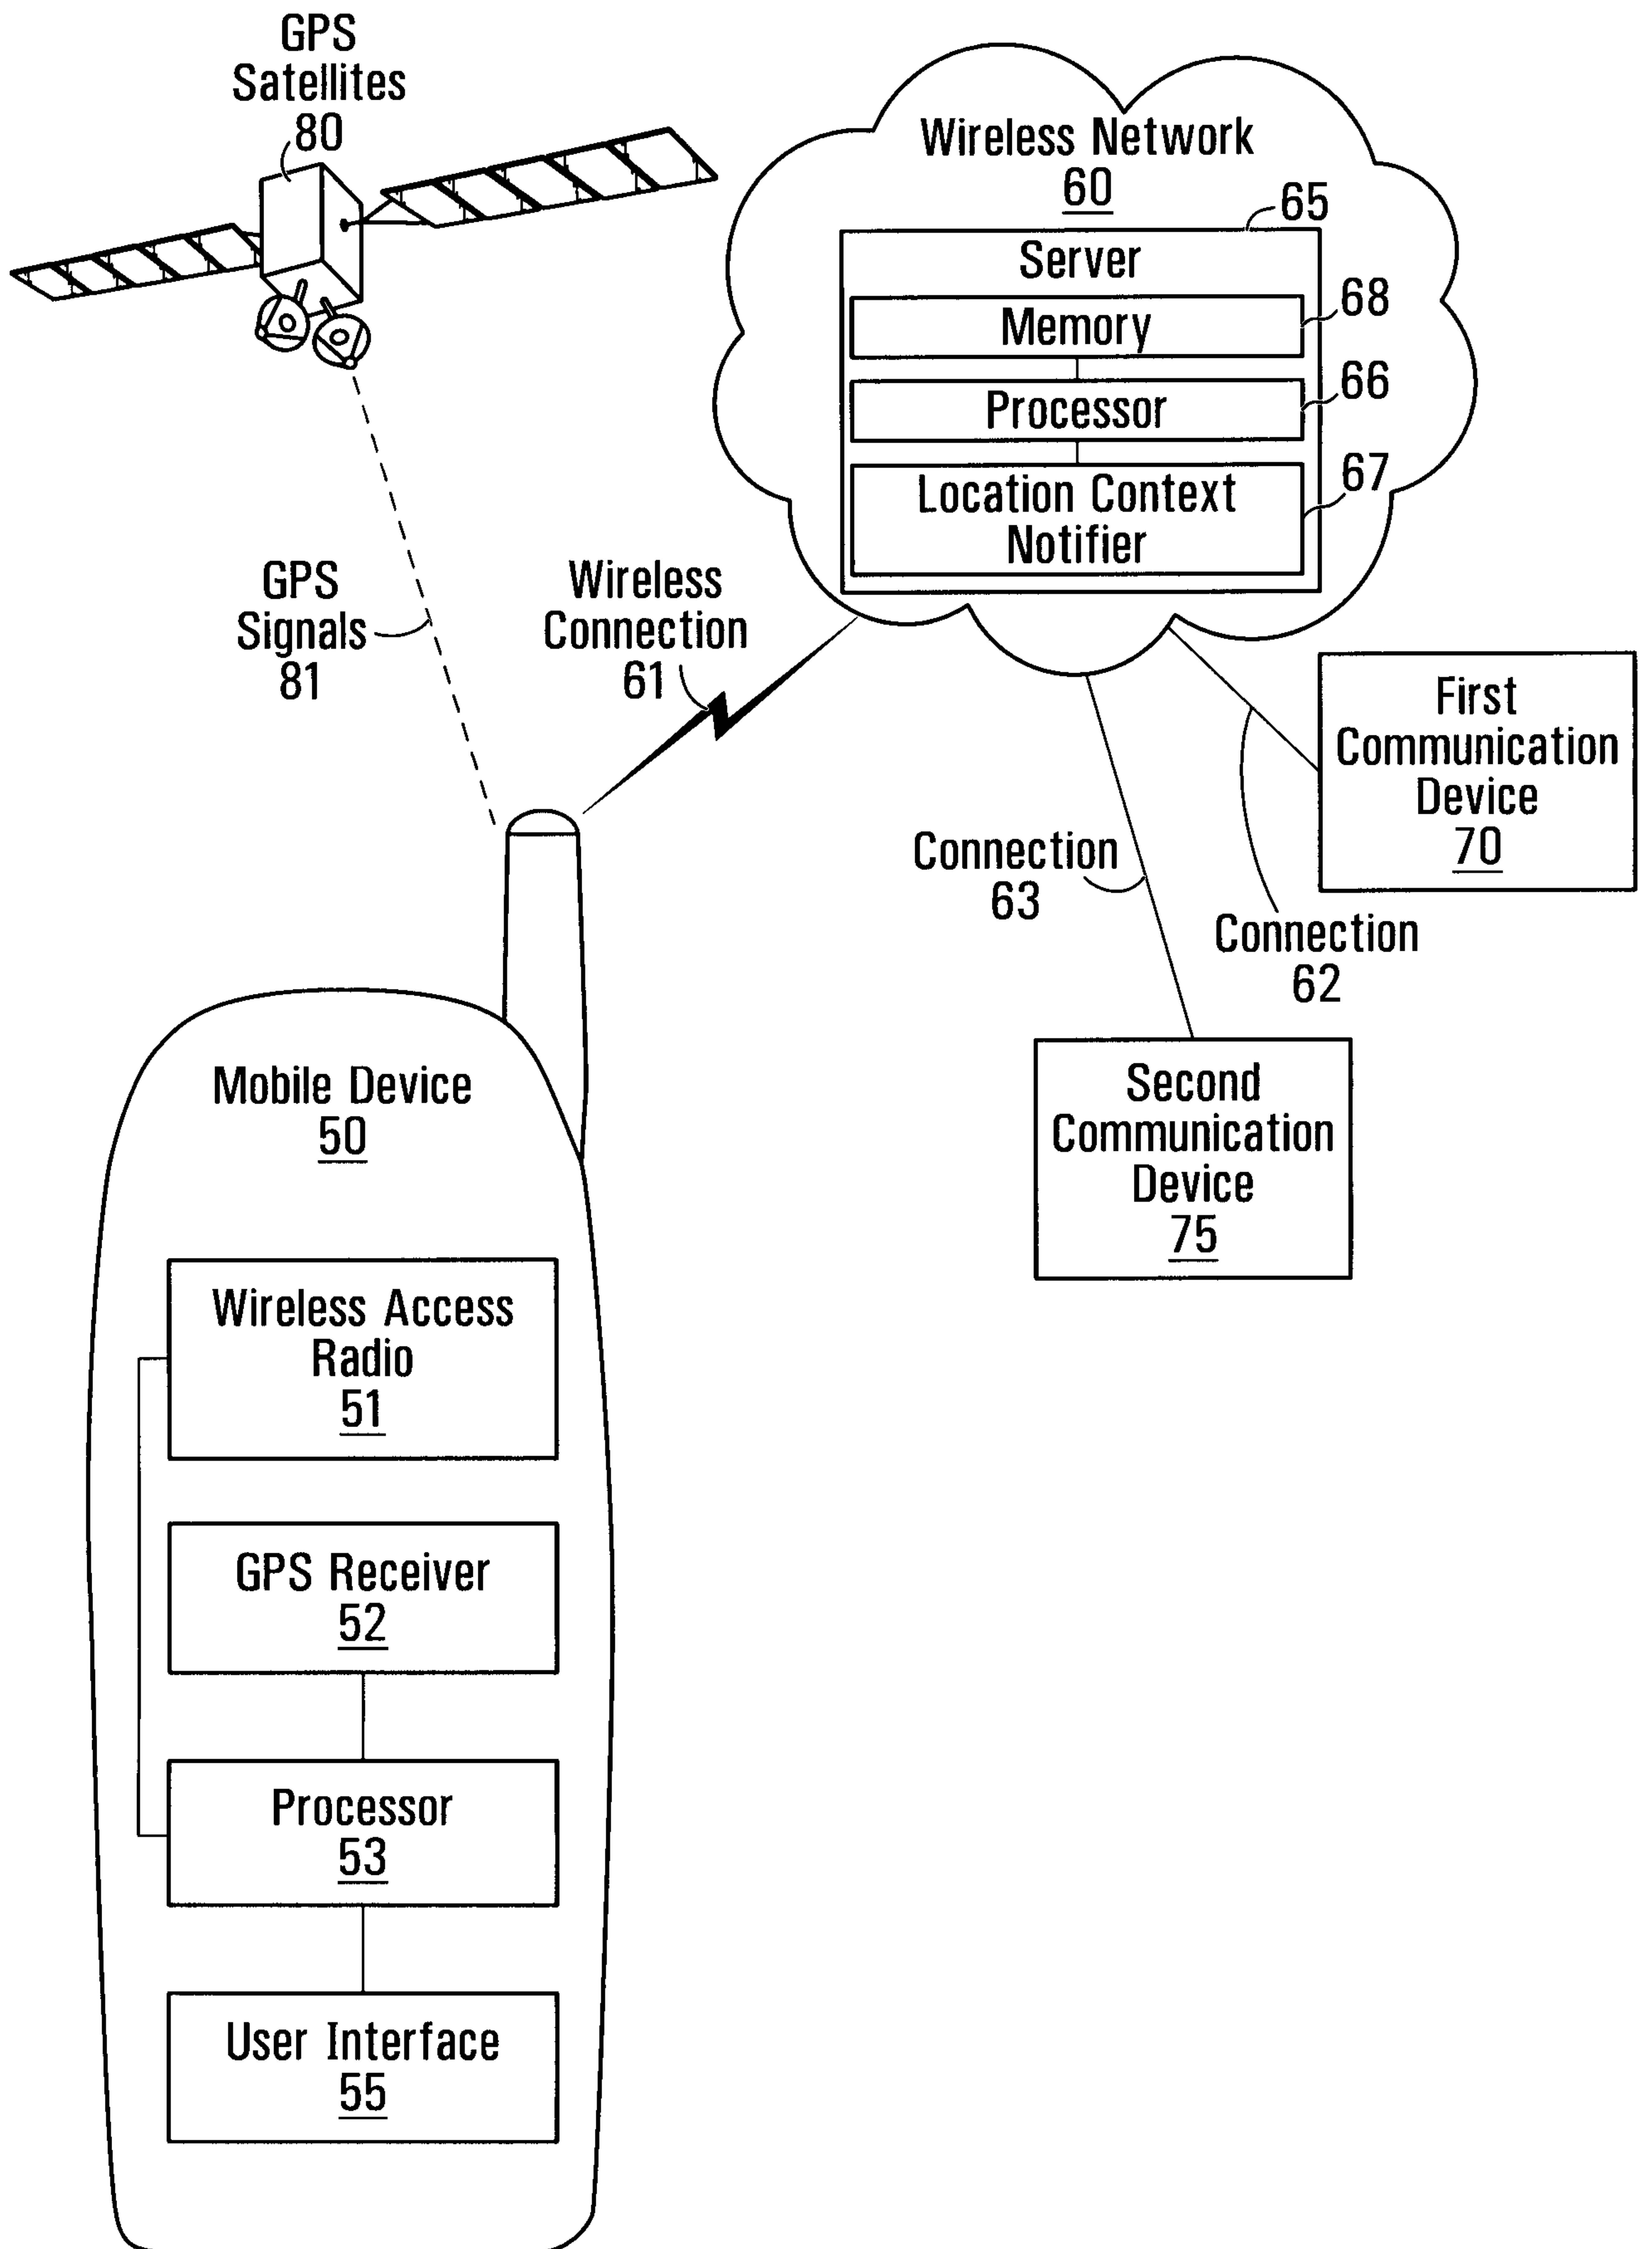 GPS
Satellites
80
Wireless Network
60
65
Server
Memory
68
Processor
66
Location Context
Notifier
67
GPS
Signals
81
Wireless
Connection
61
First
Communication
Device
70
Connection
63
Connection
62
Second
Communication
Device
75
Mobile Device
50
Wireless Access
Radio
51
GPS Receiver
52
Processor
53
User Interface
55